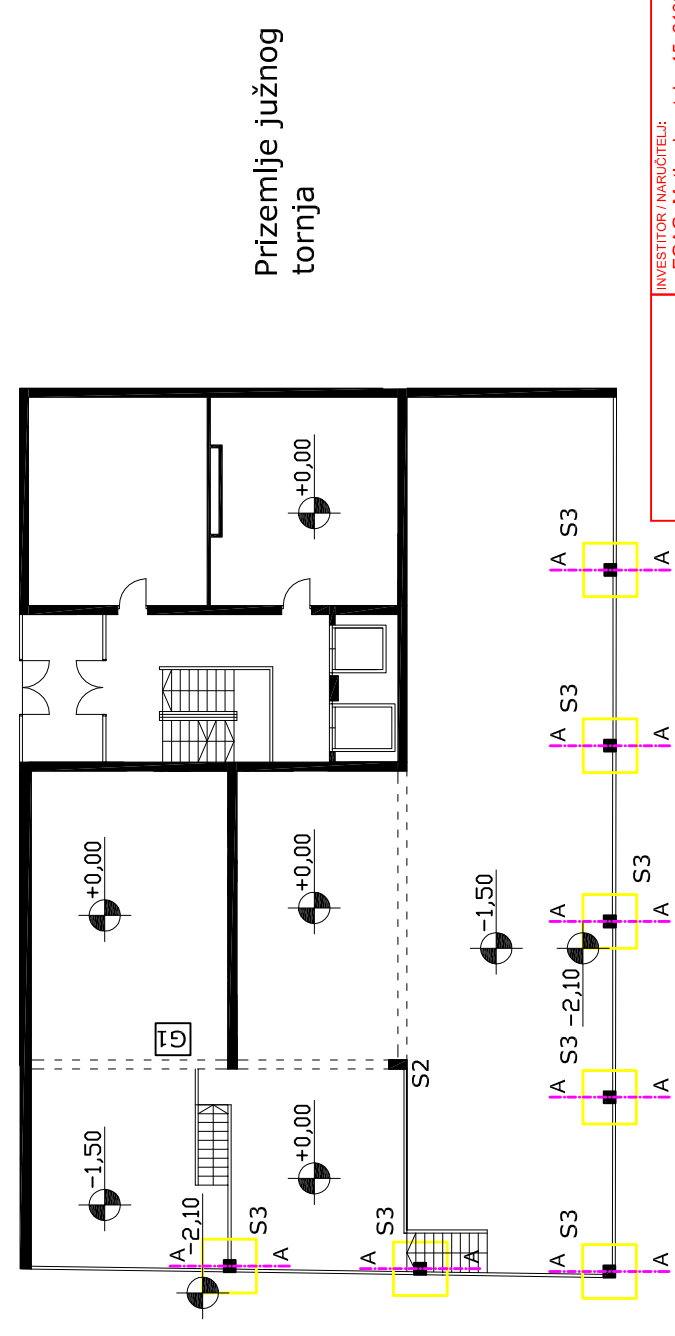 Prizemlje južnog
tornja
INVESTITOR / NARUČITELJ:
+0,00
S3
A
A
S3
A
A
+0,00
+0,00
-1,50
S3
A
A
-2,10
G1
S2
S3
A
A
-1,50
+0,00
-2,10
S3
A
A
S3
A
A
S3
A
A